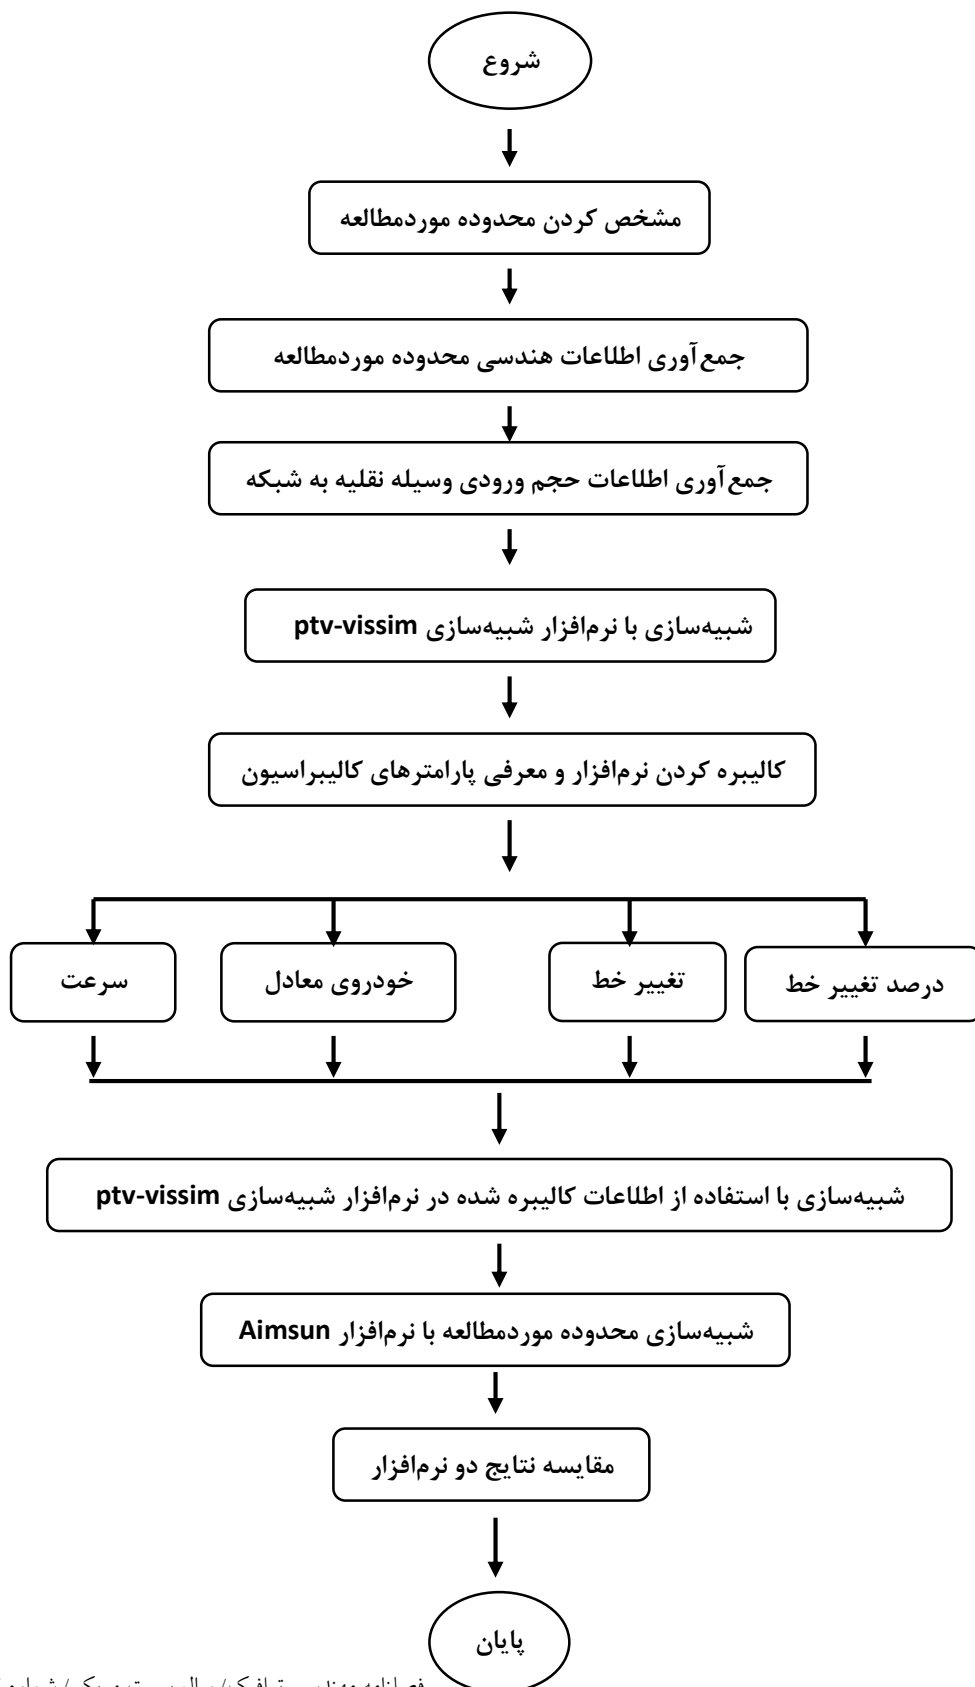 شروع
مشخص کردن محدوده موردمطالعه
جمع‌آوری اطلاعات هندسی محدوده موردمطالعه
جمع‌آوری اطلاعات حجم ورودی وسیله نقلیه به شبکه
شبیه‌سازی با نرم‌افزار شبیه‌سازی ptv-vissim
کالیبره کردن نرم‌افزار و معرفی پارامترهای کالیبراسیون
درصد تغییر خط
تغییر خط
خودروی معادل
سرعت
شبیه‌سازی با استفاده از اطلاعات کالیبره شده در نرم‌افزار شبیه‌سازی ptv-vissim
شبیه‌سازی محدوده موردمطالعه با نرم‌افزار Aimsun
مقایسه نتایج دو نرم‌افزار
پایان